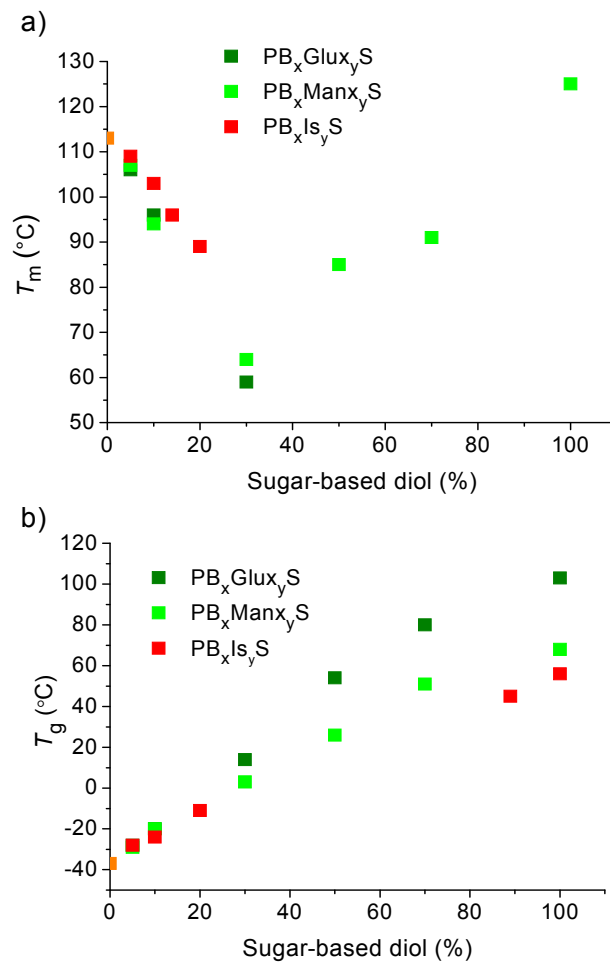 a)
PBxGluxyS
PBxManxyS
PBxIsyS
130
120
110
100
90
80
70
60
50
Tm (°C)
0 20 40 60 80 100
Sugar-based diol (%)
b)
PBxGluxyS
PBxManxyS
PBxIsyS
120
100
80
60
40
20
0
-20
-40
Tg (°C)
0 20 40 60 80 100
Sugar-based diol (%)